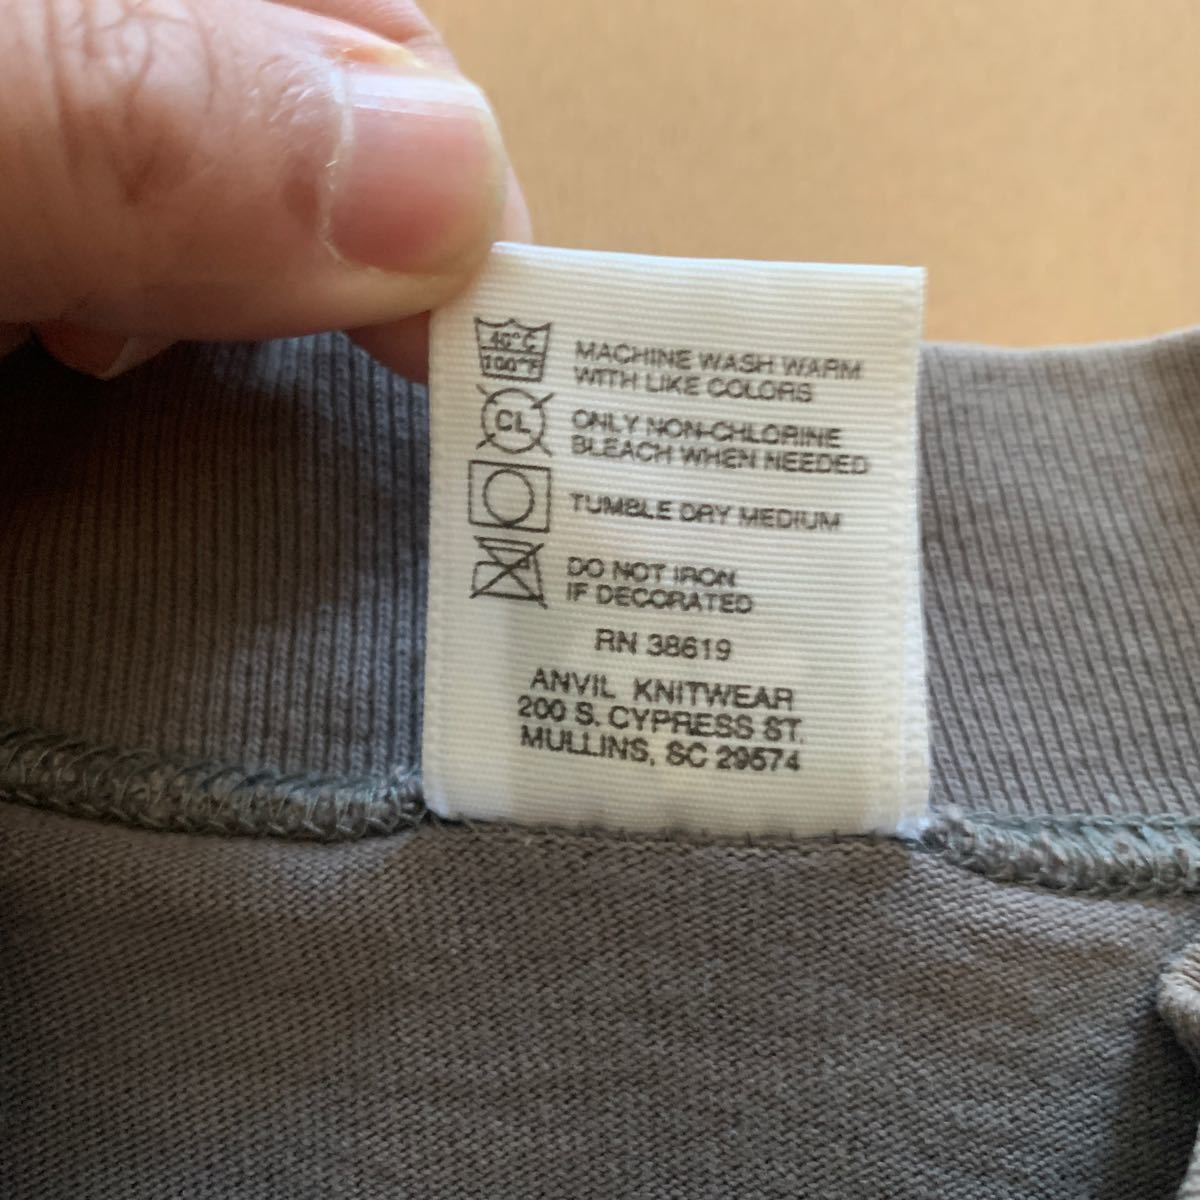 40°C
100°F
MACHINE WASH WARM
WITH LIKE COLORS
CL
ONLY NON-CHLORINE
BLEACH WHEN NEEDED
TUMBLE DRY MEDIUM
DO NOT IRON
IF DECORATED
RN 38619
ANVIL KNITWEAR
200 S. CYPRESS ST.
MULLINS, SC 29574